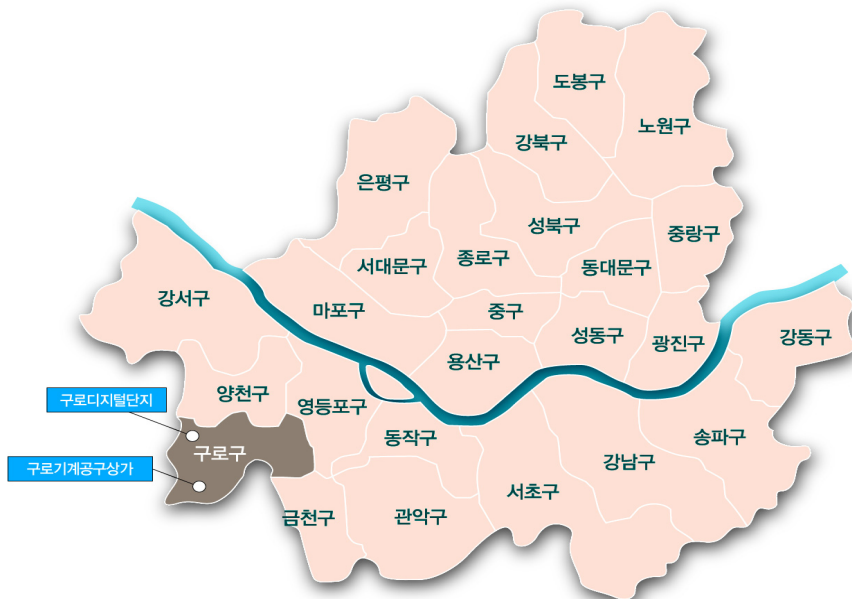 도봉구
노원구
강북구
은평구
성북구
중랑구
서대문구
종로구
동대문구
강서구
마포구
중구
성동구
광진구
강동구
용산구
양천구
구로디지털단지
영등포구
동작구
송파구
구로구
강남구
구로기계공구상가
서초구
금천구
관악구